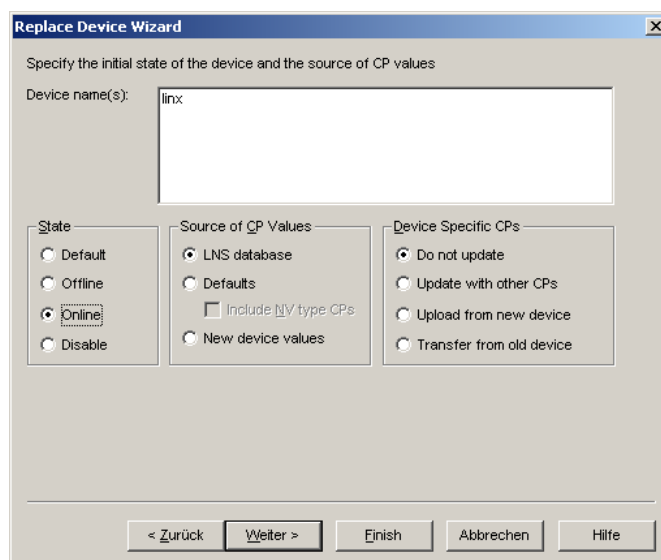 Replace Device Wizard
Specify the initial state of the device and the source of CP values
Device name(s):
linx
State
Default
Offline
Online
Disable
Source of CP Values
LNS database
Defaults
Include NV type CPs
New device values
Device Specific CPs
Do not update
Update with other CPs
Upload from new device
Transfer from old device
< Zurück
Weiter >
Finish
Abbrechen
Hilfe